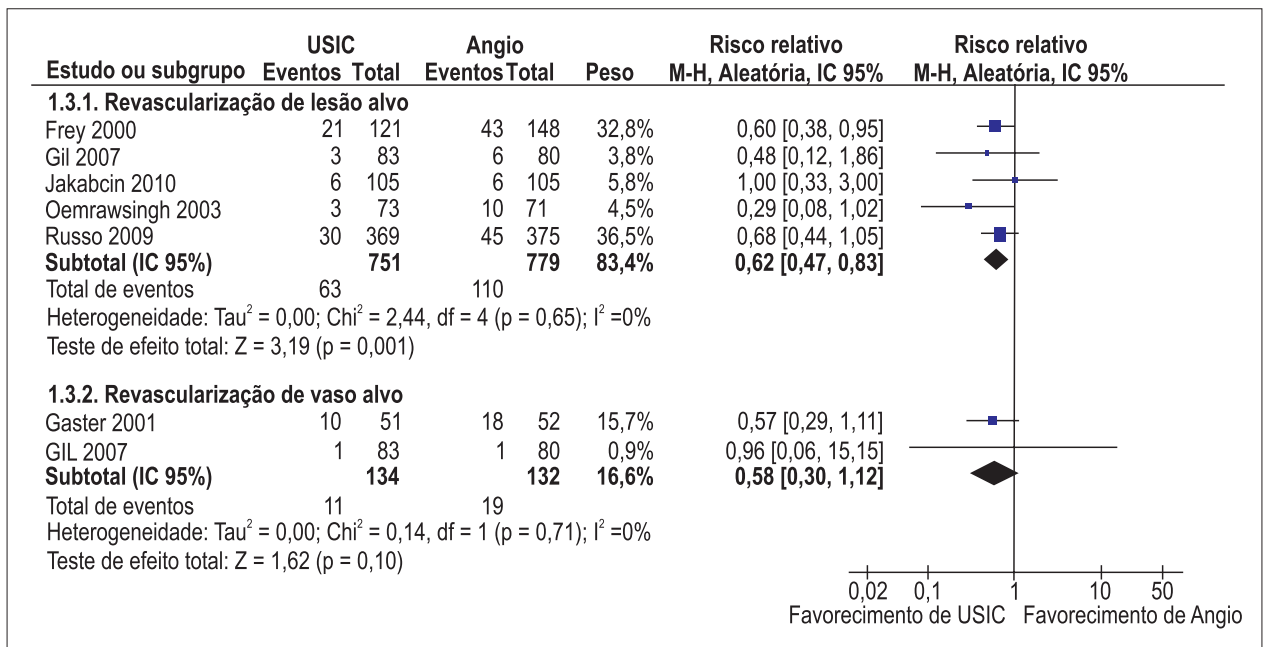 USIC Angio Risco relativo Risco relativo
Estudo ou subgrupo Eventos Total Eventos Total Peso M-H, Aleatória, IC 95% M-H, Aleatória, IC 95%
1.3.1. Revascularização de lesão alvo
Frey 2000 21 121 43 148 32,8% 0,60 [0,38, 0,95]
Gil 2007 3 83 6 80 3,8% 0,48 [0,12, 1,86]
Jakabcin 2010 6 105 6 105 5,8% 1,00 [0,33, 3,00]
Oemrawsingh 2003 3 73 10 71 4,5% 0,29 [0,08, 1,02]
Russo 2009 30 369 45 375 36,5% 0,68 [0,44, 1,05]
Subtotal (IC 95%) 751 779 83,4% 0,62 [0,47, 0,83]
Total de eventos 63 110
Heterogeneidade: Tau² = 0,00; Chi² = 2,44, df = 4 (p = 0,65); I² =0%
Teste de efeito total: Z = 3,19 (p = 0,001)
1.3.2. Revascularização de vaso alvo
Gaster 2001 10 51 18 52 15,7% 0,57 [0,29, 1,11]
GIL 2007 1 83 1 80 0,9% 0,96 [0,06, 15,15]
Subtotal (IC 95%) 134 132 16,6% 0,58 [0,30, 1,12]
Total de eventos 11 19
Heterogeneidade: Tau² = 0,00; Chi² = 0,14, df = 1 (p = 0,71); I² =0%
Teste de efeito total: Z = 1,62 (p = 0,10)
0,02 0,1 1 10 50
Favorecimento de USIC Favorecimento de Angio